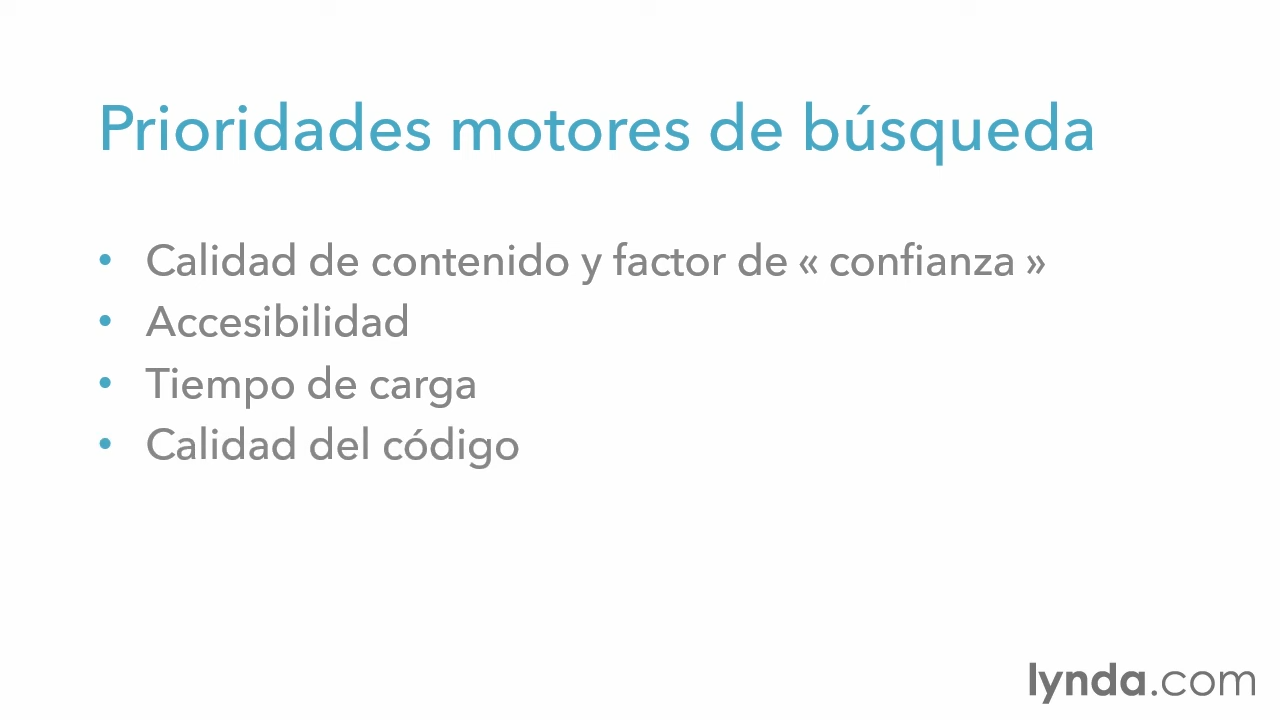 Prioridades motores de búsqueda
• Calidad de contenido y factor de « confianza »
• Accesibilidad
• Tiempo de carga
• Calidad del código
lynda.com